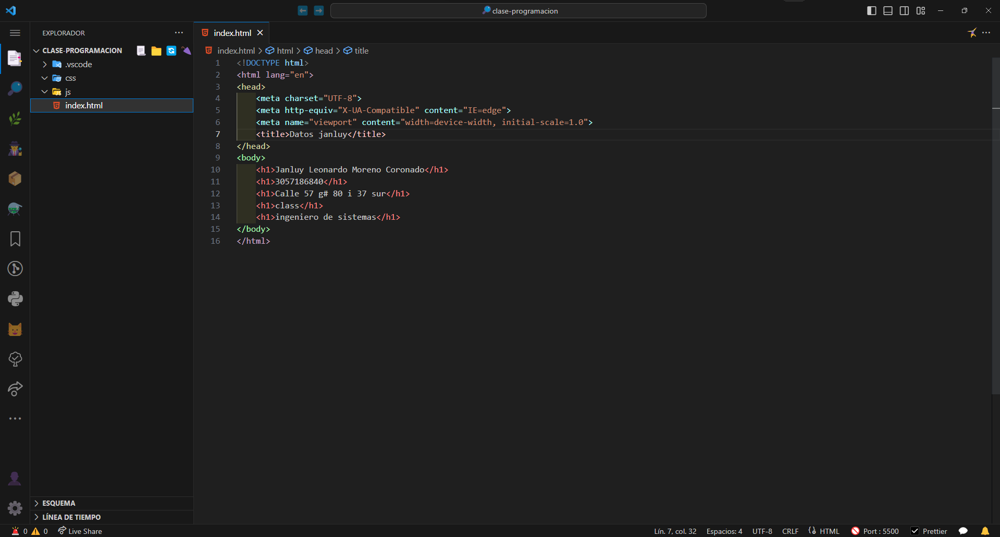 clase-programacion
EXPLORADOR
index.html
CLASE-PROGRAMACION
.vscode
css
js
index.html
index.html > html > head > title
1 <!DOCTYPE html>
2 <html lang="en">
3 <head>
4 <meta charset="UTF-8">
5 <meta http-equiv="X-UA-Compatible" content="IE=edge">
6 <meta name="viewport" content="width=device-width, initial-scale=1.0">
7 <title>Datos janluy</title>
8 </head>
9 <body>
10 <h1>Janluy Leonardo Moreno Coronado</h1>
11 <h1>3057186840</h1>
12 <h1>Calle 57 g# 80 i 37 sur</h1>
13 <h1>class</h1>
14 <h1>ingeniero de sistemas</h1>
15 </body>
16 </html>
ESQUEMA
LÍNEA DE TIEMPO
0 0 Live Share Lín. 7, col. 32 Espacios: 4 UTF-8 CRLF HTML Port : 5500 Prettier